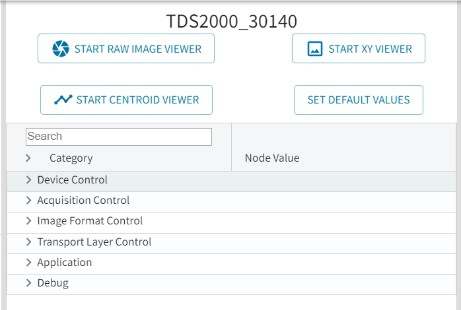 TDS2000_30140
START RAW IMAGE VIEWER
START XY VIEWER
START CENTROID VIEWER
SET DEFAULT VALUES
Search
Category
Node Value
Device Control
Acquisition Control
Image Format Control
Transport Layer Control
Application
Debug